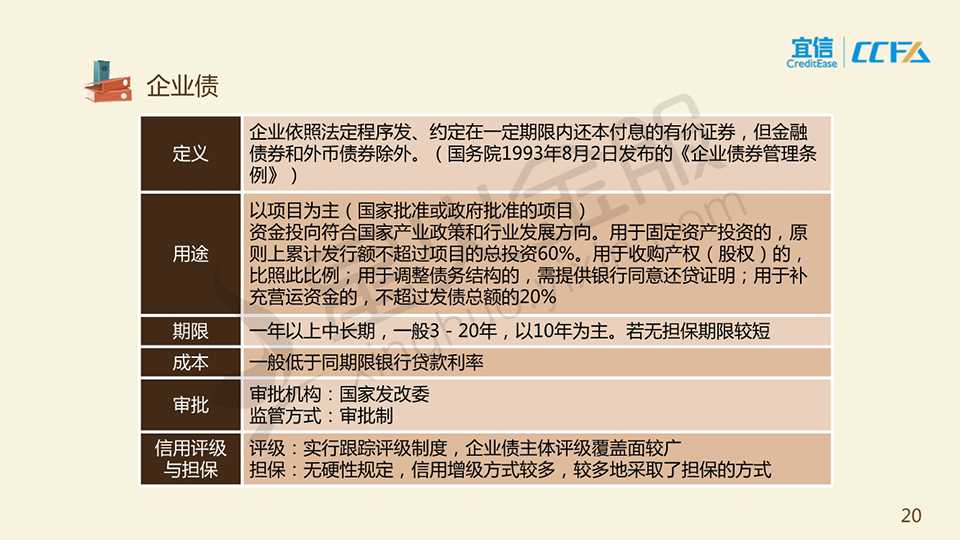 宜信
CreditEase
CCFA
企业债
定义
企业依照法定程序发、约定在一定期限内还本付息的有价证券，但金融
债券和外币债券除外。（国务院1993年8月2日发布的《企业债券管理条
例》）
用途
以项目为主（国家批准或政府批准的项目）
资金投向符合国家产业政策和行业发展方向。用于固定资产投资的，原
则上累计发行额不超过项目的总投资60%。用于收购产权（股权）的，
比照此比例；用于调整债务结构的，需提供银行同意还贷证明；用于补
充营运资金的，不超过发债总额的20%
期限
一年以上中长期，一般3－20年，以10年为主。若无担保期限较短
成本
一般低于同期限银行贷款利率
审批
审批机构：国家发改委
监管方式：审批制
信用评级
与担保
评级：实行跟踪评级制度，企业债主体评级覆盖面较广
担保：无硬性规定，信用增级方式较多，较多地采取了担保的方式
20